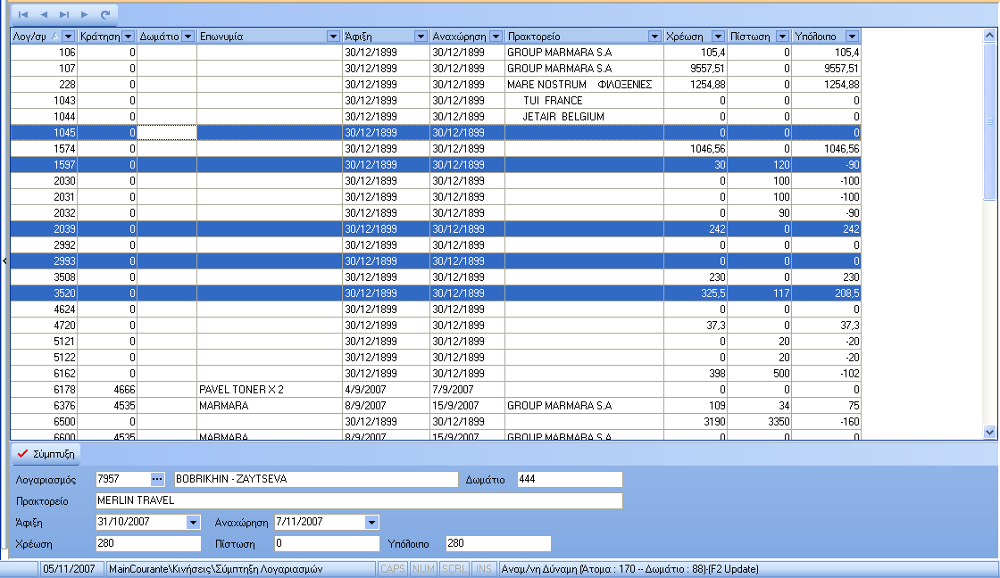 Λογ/σμ Κράτηση Δωμάτιο Επωνυμία Άφιξη Αναχώρηση Πρακτορείο Χρέωση Πίστωση Υπόλοιπο
106 0 30/12/1899 30/12/1899 GROUP MARMARA S.A 105,4 0 105,4
107 0 30/12/1899 30/12/1899 GROUP MARMARA S.A 9557,51 0 9557,51
228 0 30/12/1899 30/12/1899 MARE NOSTRUM ΦΙΛΟΞΕΝΙΕΣ 1254,88 0 1254,88
1043 0 30/12/1899 30/12/1899 TUI FRANCE 0 0 0
1044 0 30/12/1899 30/12/1899 JETAIR BELGIUM 0 0 0
1045 0 30/12/1899 30/12/1899 0 0 0
1574 0 30/12/1899 30/12/1899 1046,56 0 1046,56
1597 0 30/12/1899 30/12/1899 30 120 -90
2030 0 30/12/1899 30/12/1899 0 100 -100
2031 0 30/12/1899 30/12/1899 0 100 -100
2032 0 30/12/1899 30/12/1899 0 90 -90
2039 0 30/12/1899 30/12/1899 242 0 242
2992 0 30/12/1899 30/12/1899 0 0 0
2993 0 30/12/1899 30/12/1899 0 0 0
3508 0 30/12/1899 30/12/1899 230 0 230
3520 0 30/12/1899 30/12/1899 325,5 117 208,5
4624 0 30/12/1899 30/12/1899 0 0 0
4720 0 30/12/1899 30/12/1899 37,3 0 37,3
5121 0 30/12/1899 30/12/1899 0 20 -20
5122 0 30/12/1899 30/12/1899 0 20 -20
6162 0 30/12/1899 30/12/1899 398 500 -102
6178 4666 PAVEL TONER X 2 4/9/2007 7/9/2007 0 0 0
6376 4535 MARMARA 8/9/2007 15/9/2007 GROUP MARMARA S.A 109 34 75
6500 0 30/12/1899 30/12/1899 3190 3350 -160
6600 4535 MARMARA 8/9/2007 15/9/2007 GROUP MARMARA S.A 0 0 0
Σύμπτυξη
Λογαριασμός 7957 ... BOBRIKHIN - ZAYTSEVA Δωμάτιο 444
Πρακτορείο MERLIN TRAVEL
Άφιξη 31/10/2007 Αναχώρηση 7/11/2007
Χρέωση 280 Πίστωση 0 Υπόλοιπο 280
05/11/2007 MainCourante\Κινήσεις\Σύμπτηξη Λογαριασμών CAPS NUM SCRL INS Αναμ/νη Δύναμη (Άτομα : 170 -- Δωμάτιο : 88)-(F2 Update)